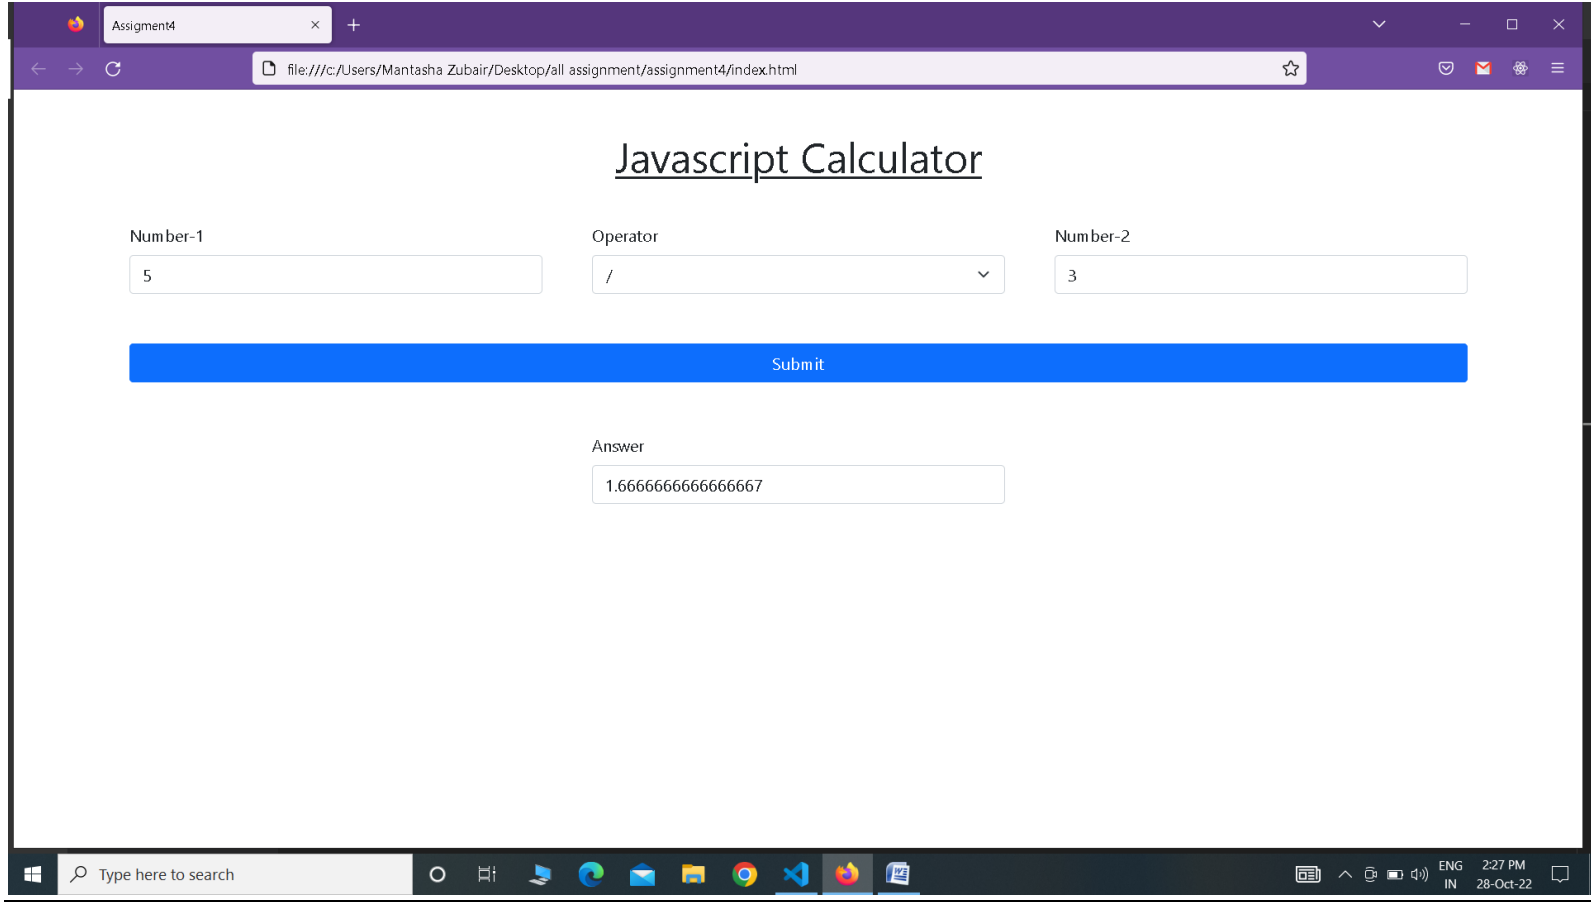 Assigment4
file:///c:/Users/Mantasha Zubair/Desktop/all assignment/assignment4/index.html
Javascript Calculator
Number-1 Operator Number-2
5 / 3
Submit
Answer
1.6666666666666667
Type here to search
ENG 2:27 PM
IN 28-Oct-22